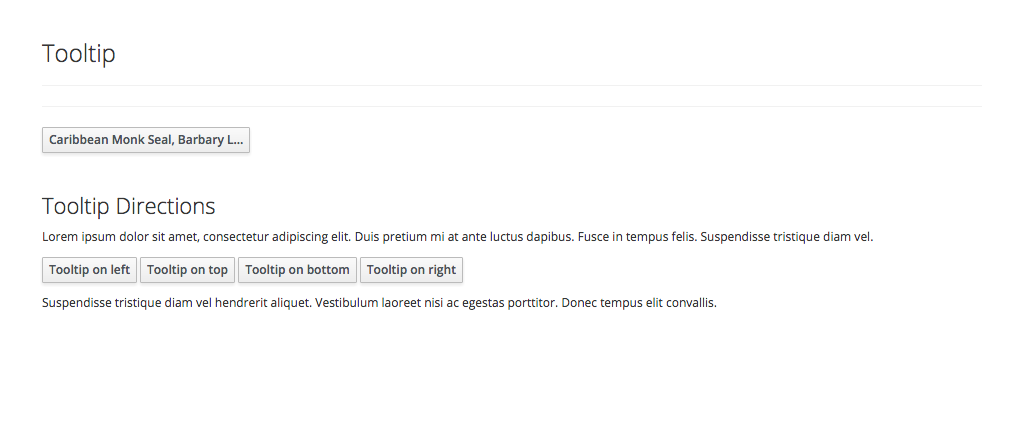 Tooltip
Caribbean Monk Seal, Barbary L...
Tooltip Directions
Lorem ipsum dolor sit amet, consectetur adipiscing elit. Duis pretium mi at ante luctus dapibus. Fusce in tempus felis. Suspendisse tristique diam vel.
Tooltip on left Tooltip on top Tooltip on bottom Tooltip on right
Suspendisse tristique diam vel hendrerit aliquet. Vestibulum laoreet nisi ac egestas porttitor. Donec tempus elit convallis.